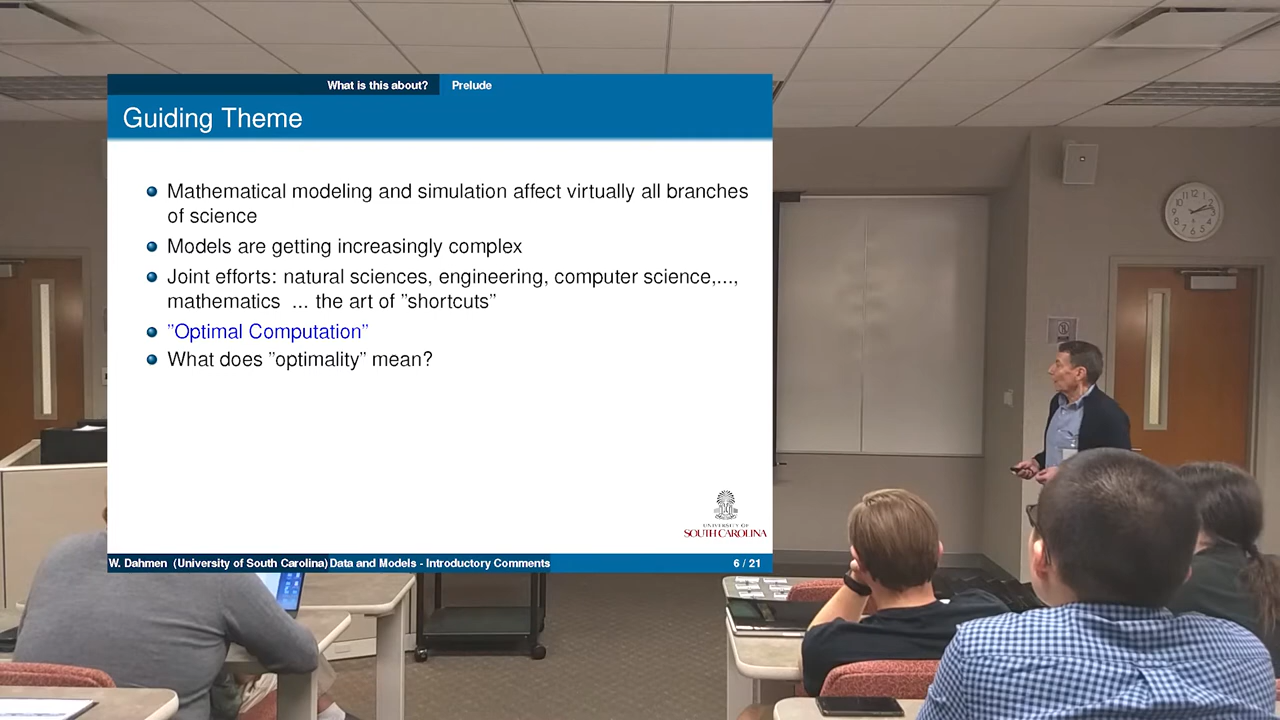 What is this about? Prelude
Guiding Theme
Mathematical modeling and simulation affect virtually all branches
of science
Models are getting increasingly complex
Joint efforts: natural sciences, engineering, computer science,...,
mathematics ... the art of ”shortcuts”
”Optimal Computation”
What does ”optimality” mean?
UNIVERSITY OF
SOUTH CAROLINA
W. Dahmen (University of South Carolina) Data and Models - Introductory Comments 6 / 21